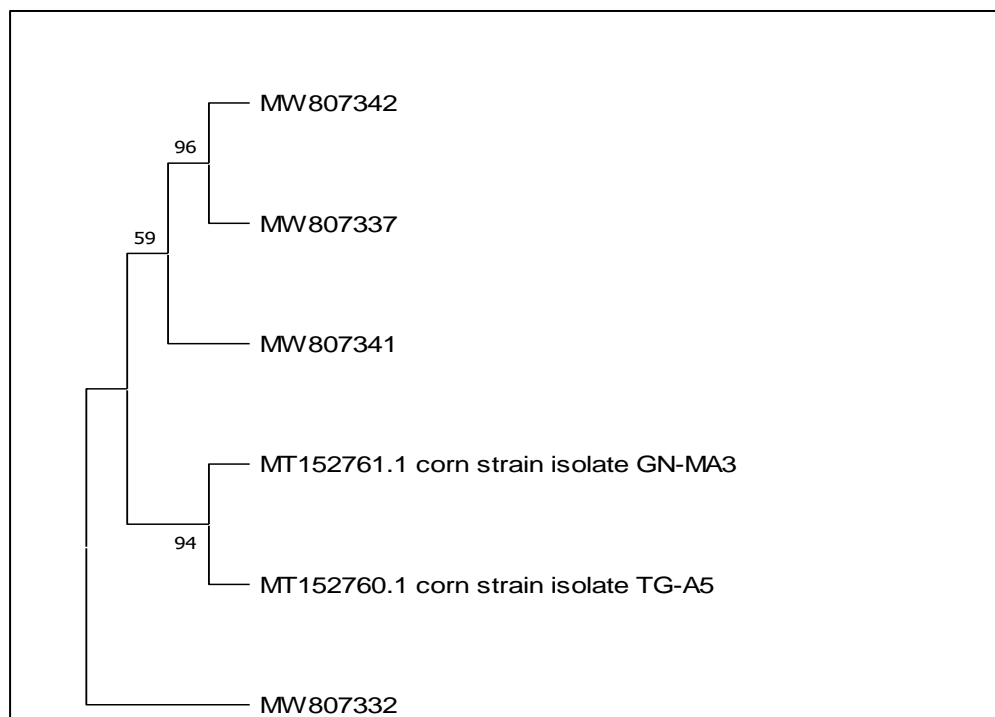 MW807342
96
MW807337
59
MW807341
MT152761.1 corn strain isolate GN-MA3
94
MT152760.1 corn strain isolate TG-A5
MW807332